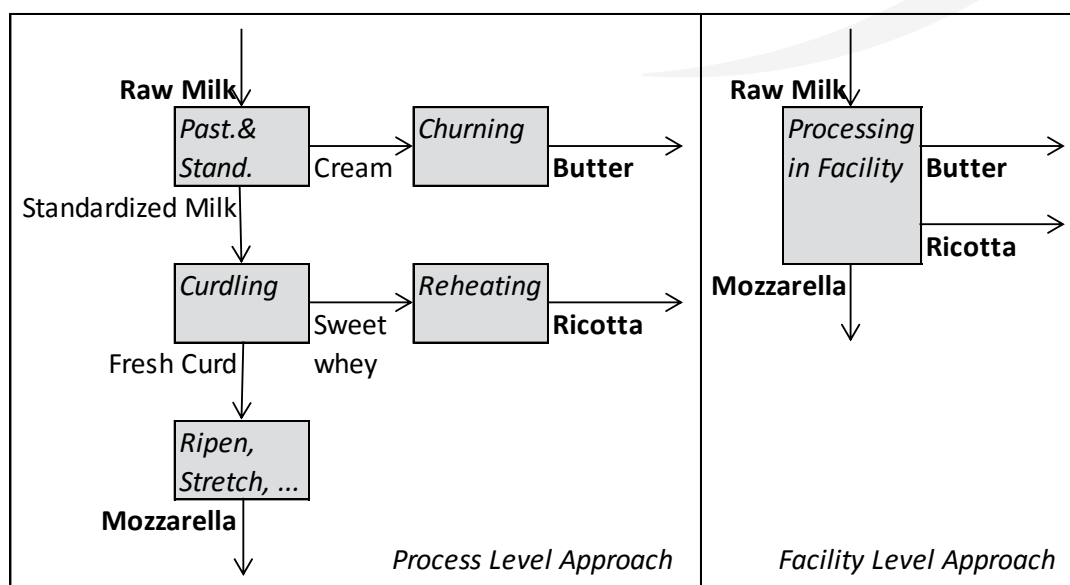 Raw Milk
Past.&
Stand.
Cream
Churning
Butter
Standardized Milk
Curdling
Sweet
whey
Reheating
Ricotta
Fresh Curd
Ripen,
Stretch, ...
Mozzarella
Process Level Approach
Raw Milk
Processing
in Facility
Butter
Ricotta
Mozzarella
Facility Level Approach